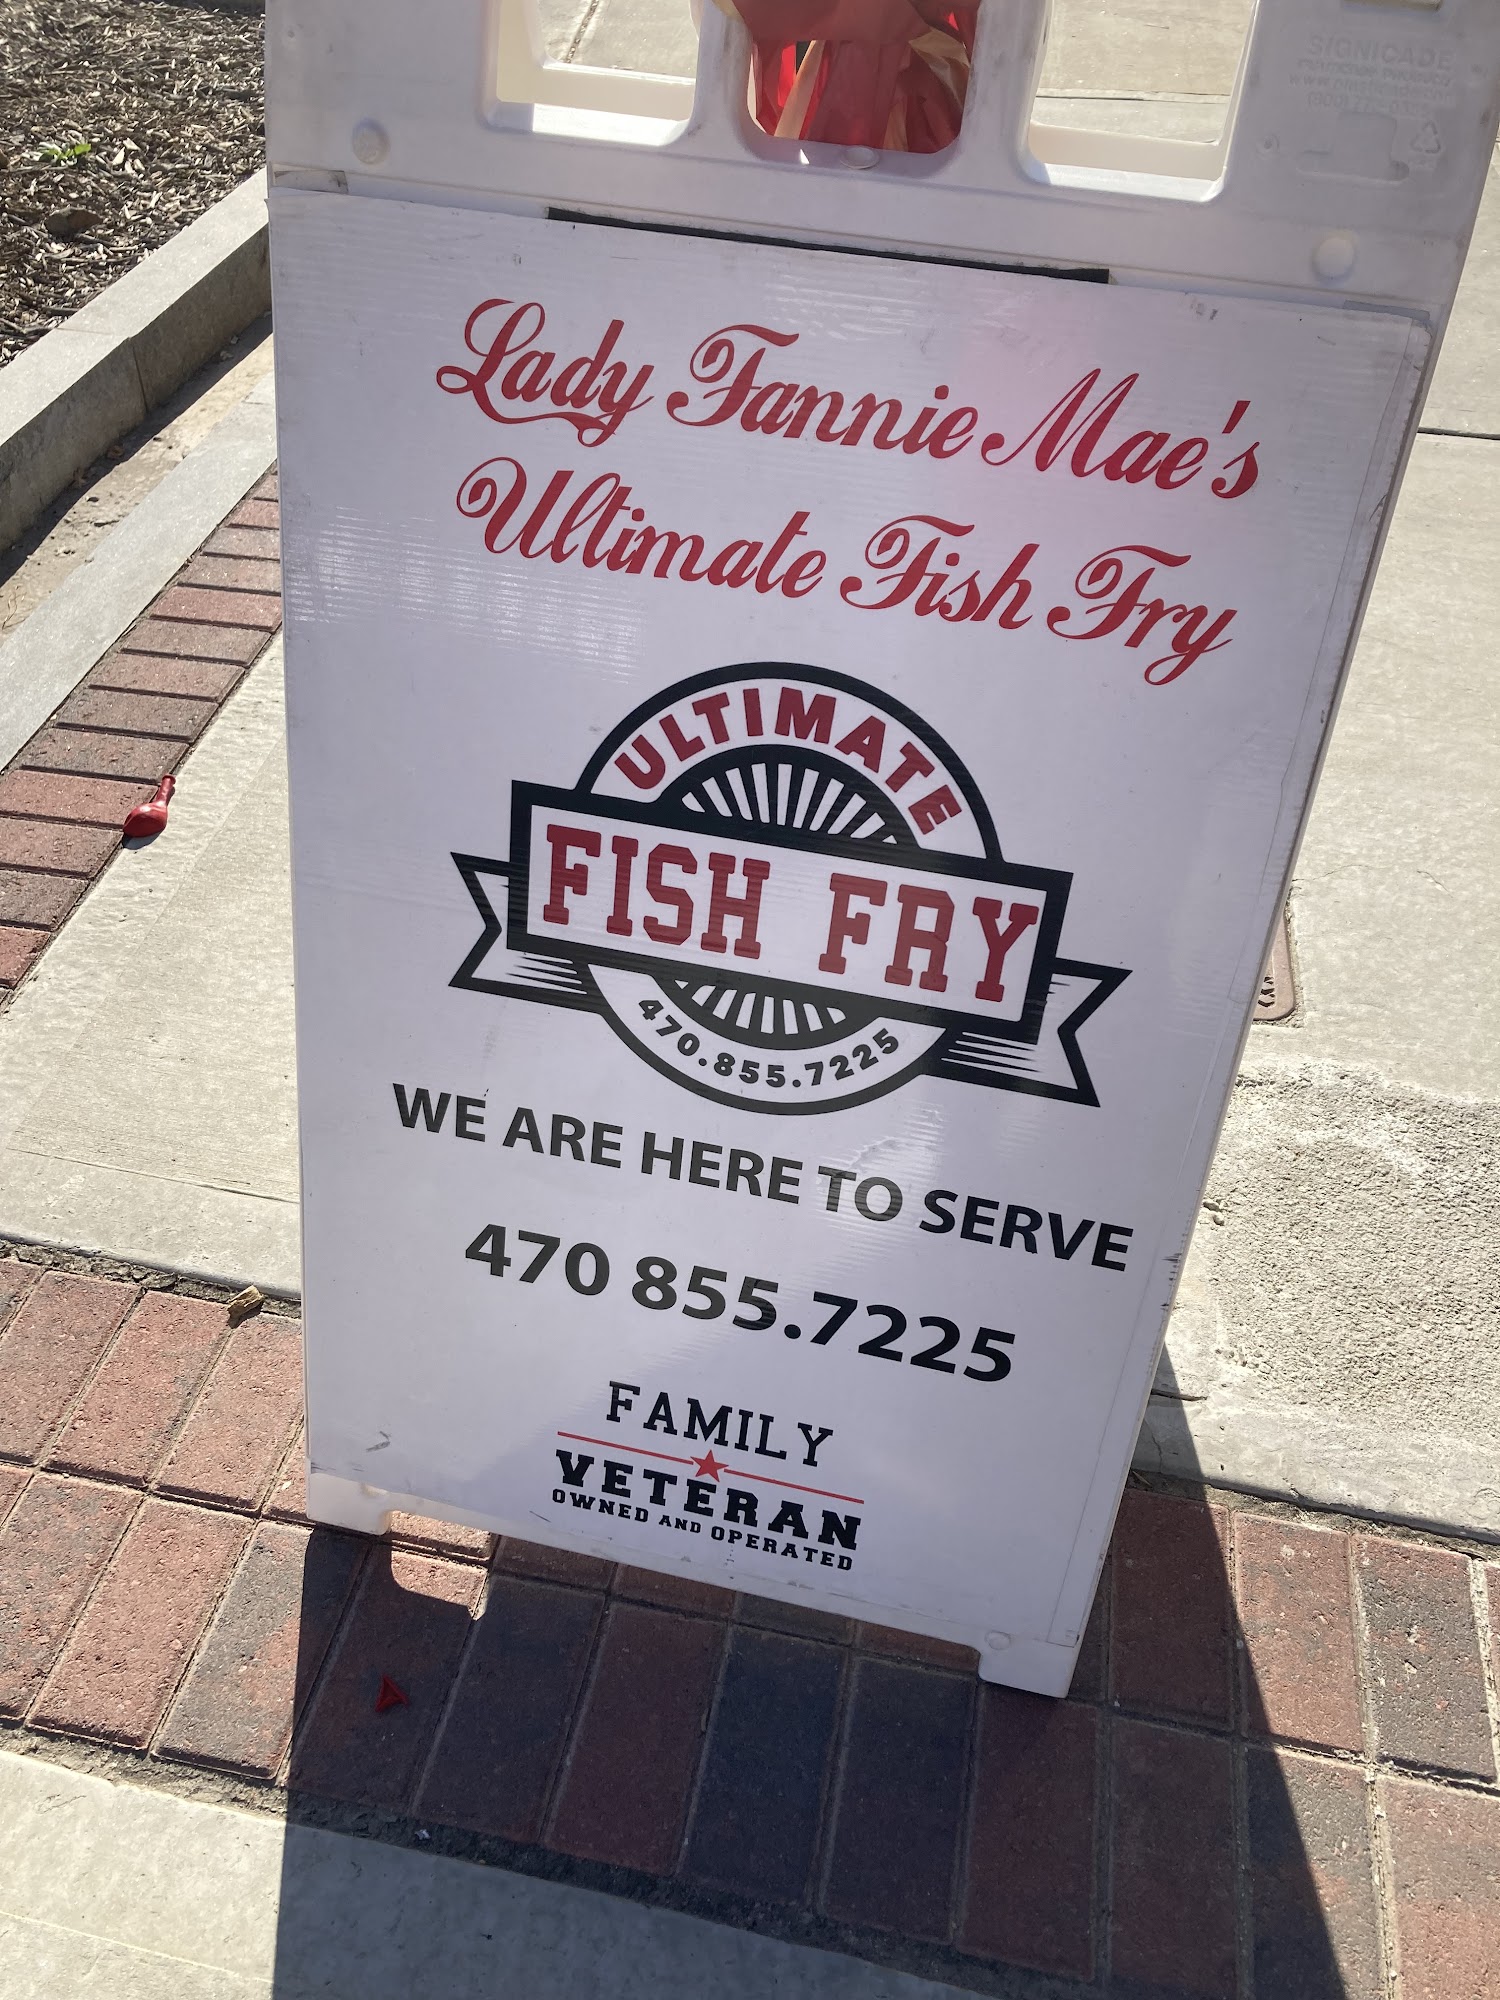 SIGNICADE
Lady Fannie Mae's
Ultimate Fish Fry
ULTIMATE
FISH FRY
470.855.7225
WE ARE HERE TO SERVE
470 855.7225
FAMILY
VETERAN
OWNED AND OPERATED